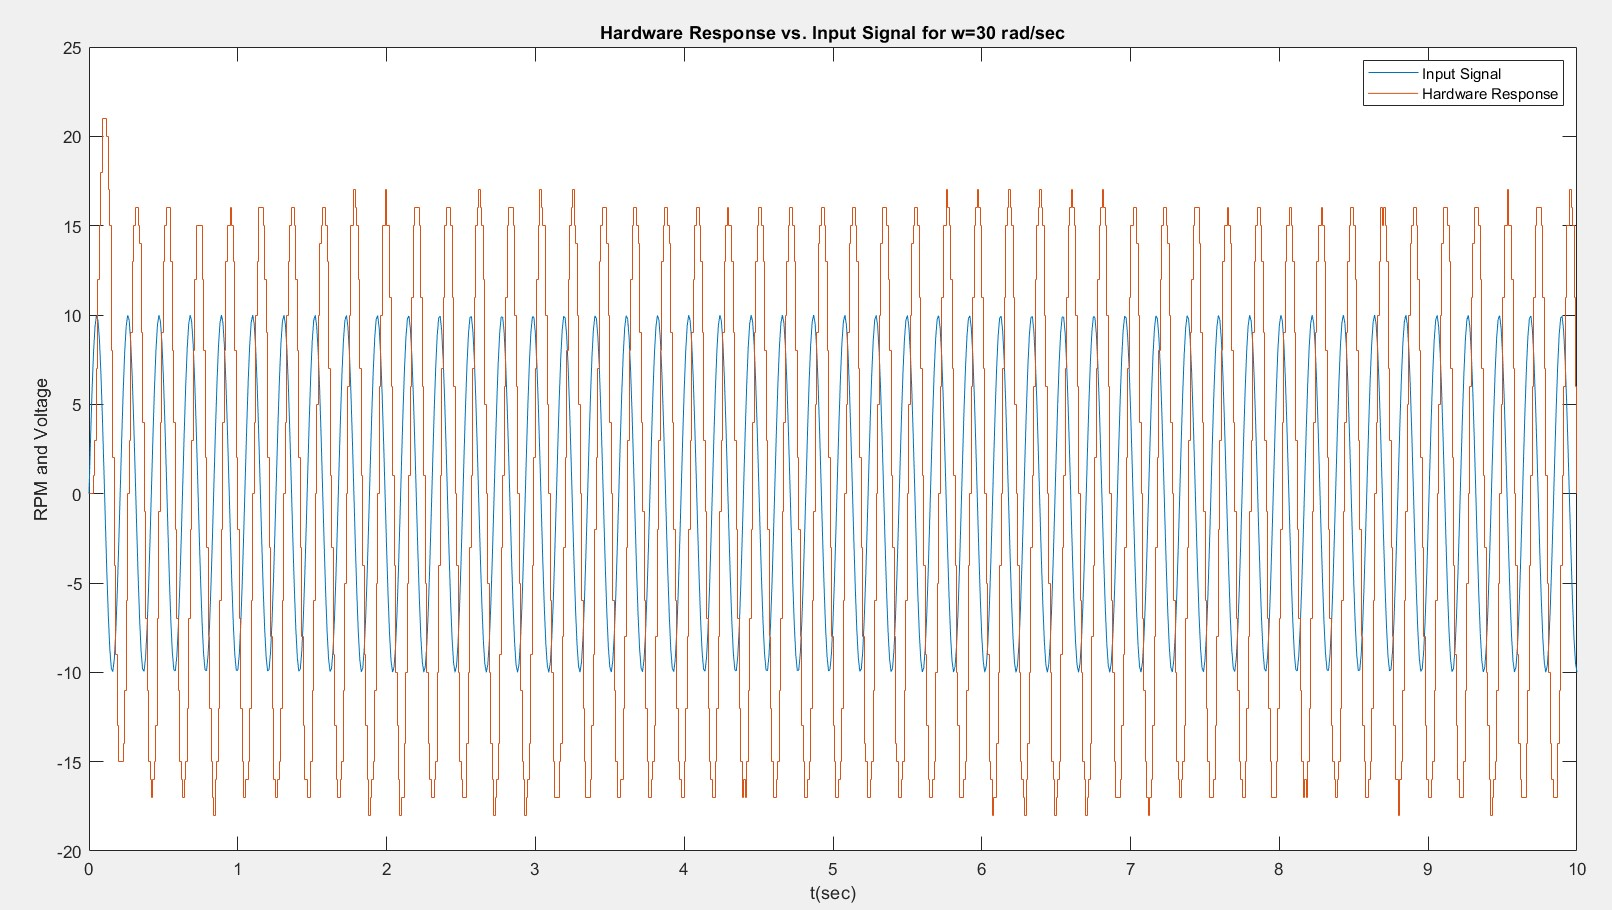 Hardware Response vs. Input Signal for w=30 rad/sec
Input Signal
Hardware Response
RPM and Voltage
25
20
15
10
5
0
-5
-10
-15
-20
0 1 2 3 4 5 6 7 8 9 10
t(sec)